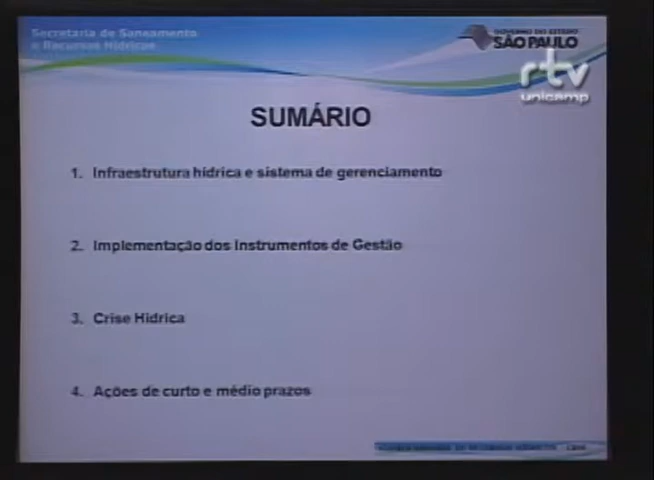 Secretaria de Saneamento
e Recursos Hídricos
GOVERNO DO ESTADO
SÃO PAULO
rtv
unicamp
SUMÁRIO
1. Infraestrutura hídrica e sistema de gerenciamento
2. Implementação dos Instrumentos de Gestão
3. Crise Hídrica
4. Ações de curto e médio prazos